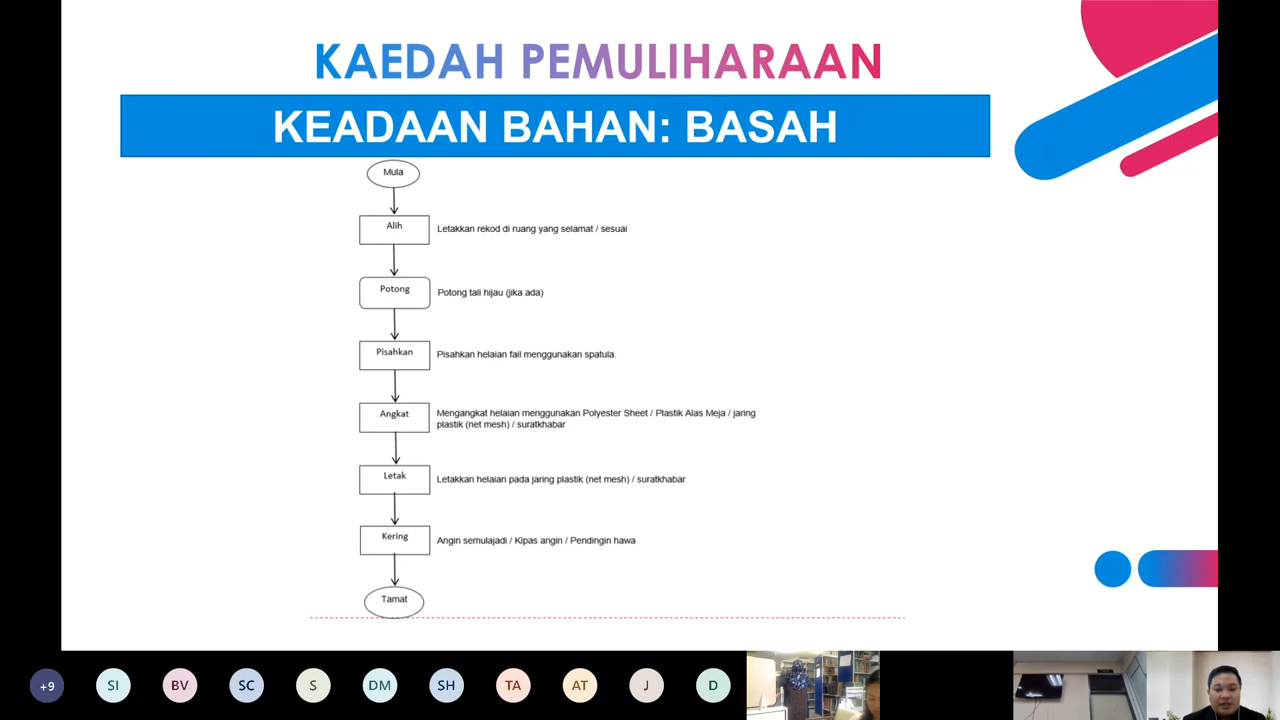 KAEDAH PEMULIHARAAN
KEADAAN BAHAN: BASAH
Mula
Alih
Letakkan rekod di ruang yang selamat / sesuai
Potong
Potong tali hijau (jika ada)
Pisahkan
Pisahkan helaian fail menggunakan spatula.
Angkat
Mengangkat helaian menggunakan Polyester Sheet / Plastik Alas Meja / jaring
plastik (net mesh) / suratkhabar
Letak
Letakkan helaian pada jaring plastik (net mesh) / suratkhabar
Kering
Angin semulajadi / Kipas angin / Pendingin hawa
Tamat
+9 SI BV SC S DM SH TA AT J D